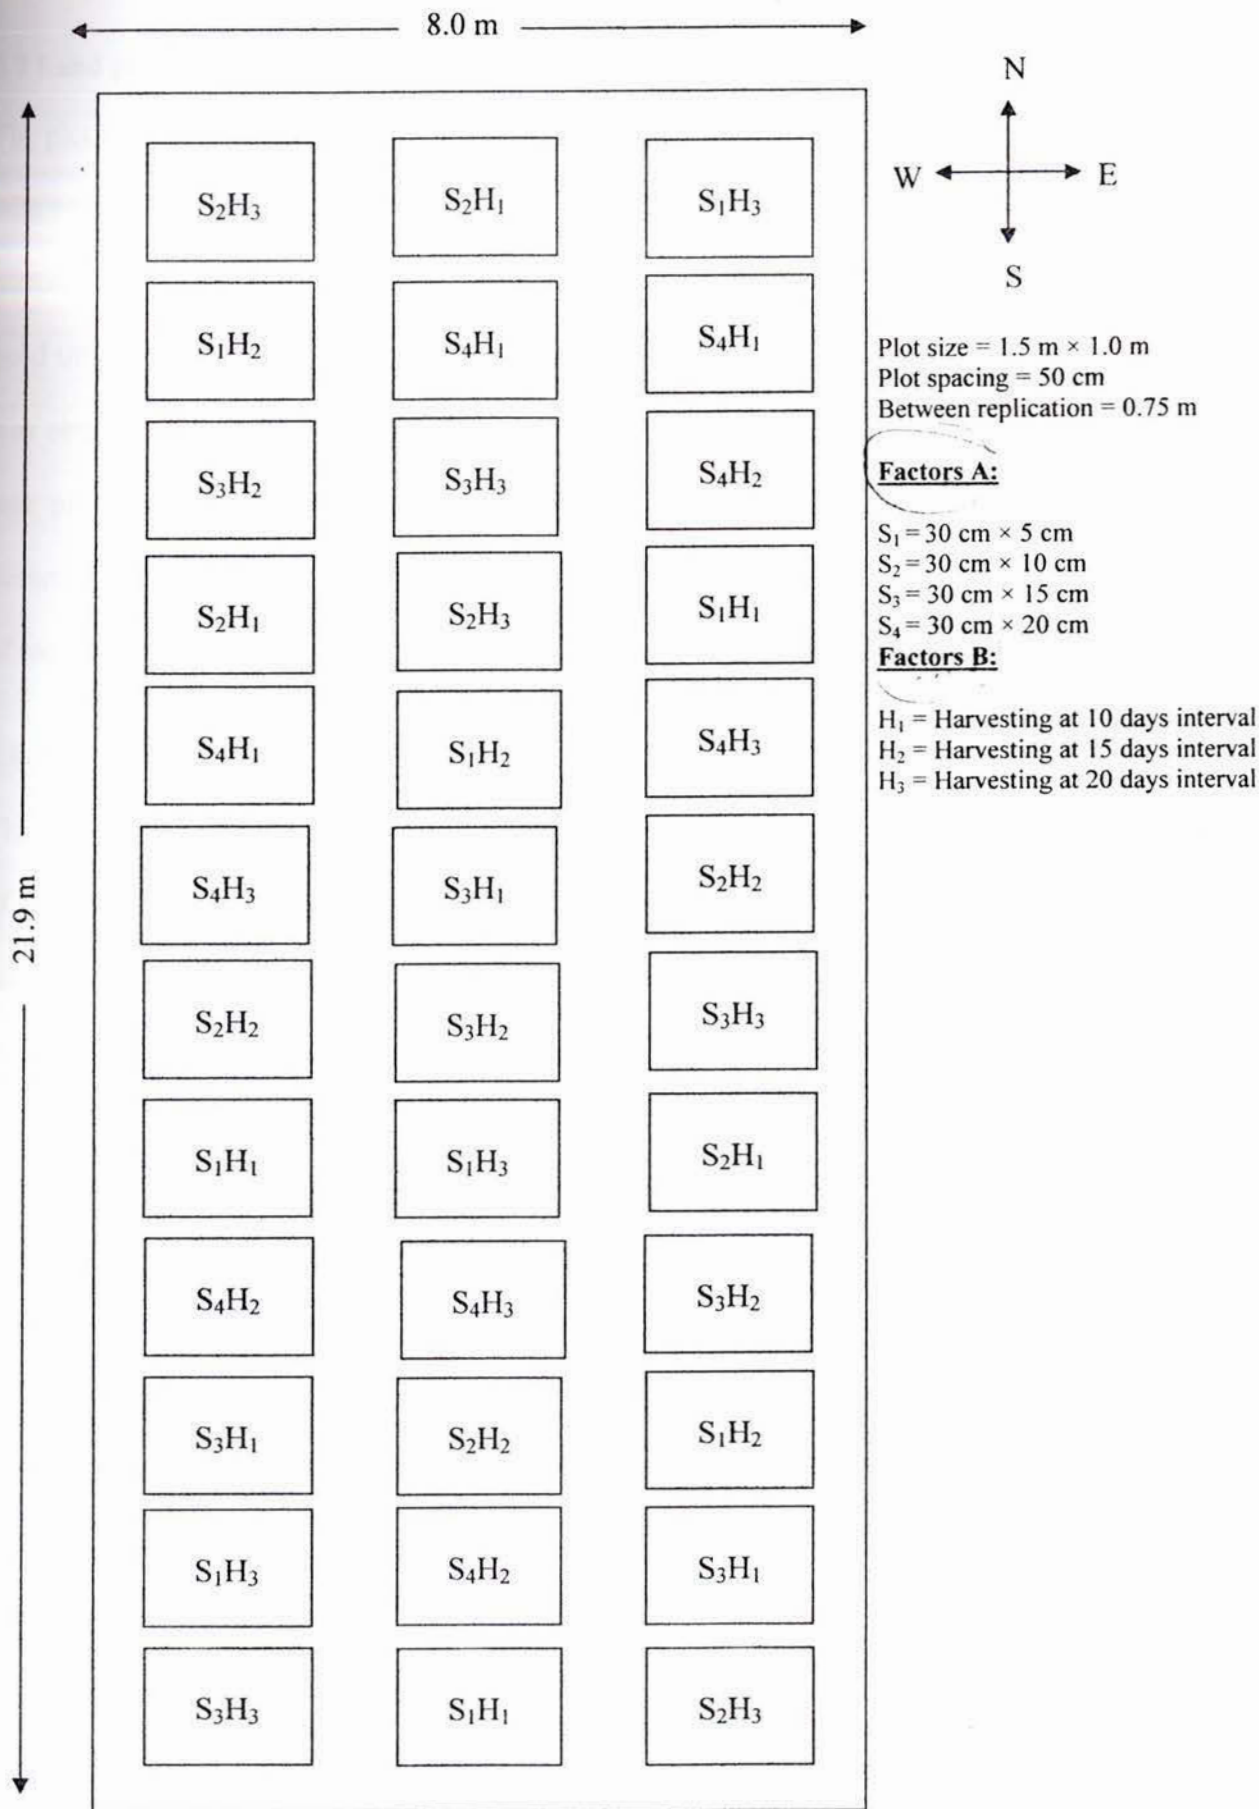 8.0 m
N
W E
S
21.9 m
S₂H₃ S₂H₁ S₁H₃
S₁H₂ S₄H₁ S₄H₁
S₃H₂ S₃H₃ S₄H₂
S₂H₁ S₂H₃ S₁H₁
S₄H₁ S₁H₂ S₄H₃
S₄H₃ S₃H₁ S₂H₂
S₂H₂ S₃H₂ S₃H₃
S₁H₁ S₁H₃ S₂H₁
S₄H₂ S₄H₃ S₃H₂
S₃H₁ S₂H₂ S₁H₂
S₁H₃ S₄H₂ S₃H₁
S₃H₃ S₁H₁ S₂H₃
Plot size = 1.5 m × 1.0 m
Plot spacing = 50 cm
Between replication = 0.75 m
Factors A:
S₁ = 30 cm × 5 cm
S₂ = 30 cm × 10 cm
S₃ = 30 cm × 15 cm
S₄ = 30 cm × 20 cm
Factors B:
H₁ = Harvesting at 10 days interval
H₂ = Harvesting at 15 days interval
H₃ = Harvesting at 20 days interval